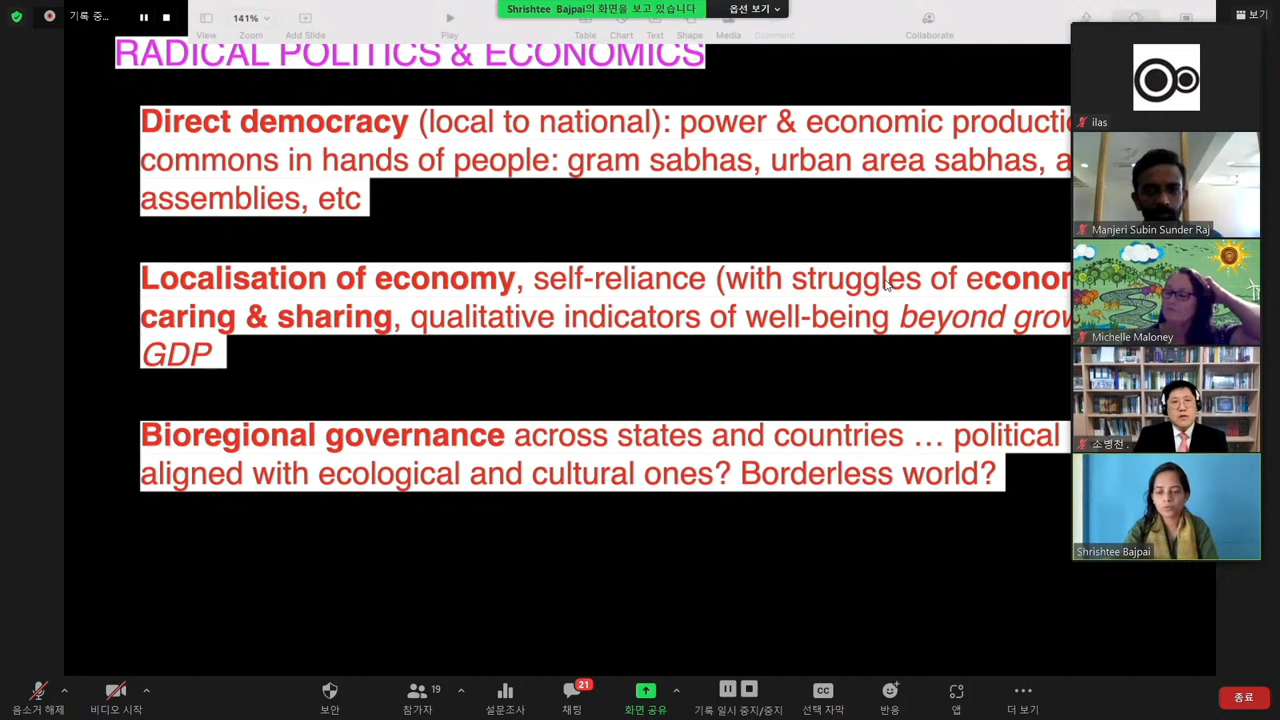 기록 중...
View
141%
Zoom
Add Slide
Play
Shrishtee Bajpai의 화면을 보고 있습니다
옵션 보기
Table
Chart
Text
Shape
Media
Comment
Collaborate
보기
RADICAL POLITICS & ECONOMICS
Direct democracy (local to national): power & economic producti
commons in hands of people: gram sabhas, urban area sabhas, a
assemblies, etc
Localisation of economy, self-reliance (with struggles of econor
caring & sharing, qualitative indicators of well-being beyond grow
GDP
Bioregional governance across states and countries … political
aligned with ecological and cultural ones? Borderless world?
ilas
Manjeri Subin Sunder Raj
Michelle Maloney
소병천 .
Shrishtee Bajpai
음소거 해제
비디오 시작
보안
19
참가자
설문조사
21
채팅
화면 공유
기록 일시 중지/중지
CC
선택 자막
반응
앱
더 보기
종료